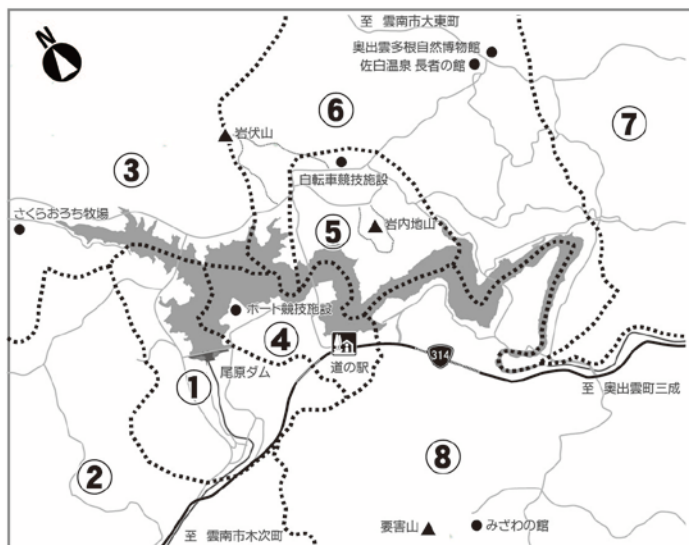 至 雲南市大東町
N
奥出雲多根自然博物館
佐白温泉 長者の館
⑥
⑦
岩伏山
③
自転車競技施設
さくらおろち牧場
⑤
岩内地山
ボート競技施設
④
道の駅
314
尾原ダム
①
至 奥出雲町三成
②
⑧
至 雲南市木次町
要害山
みざわの館